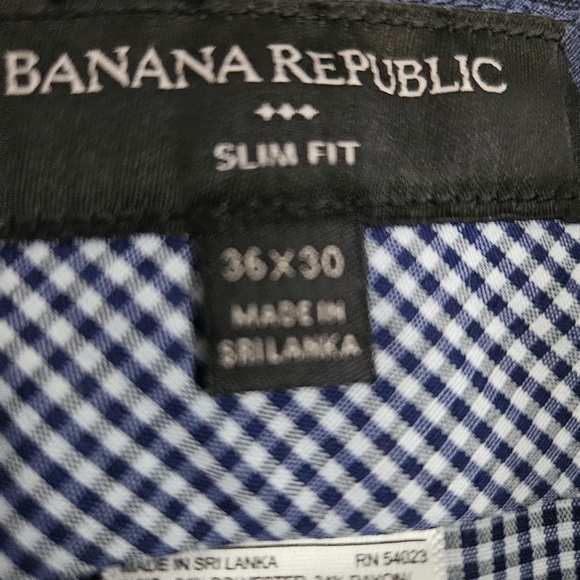 BANANA REPUBLIC
SLIM FIT
36X30
MADE IN
SRI LANKA
MADE IN SRI LANKA RN 54023